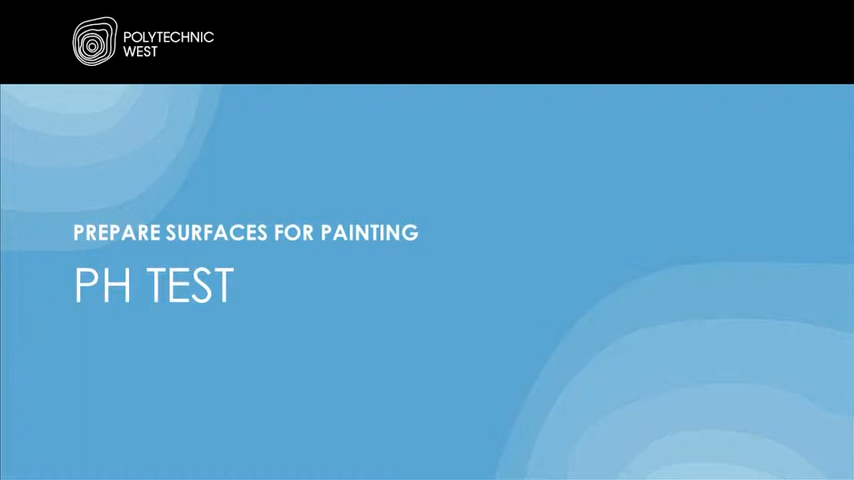 POLYTECHNIC
WEST
PREPARE SURFACES FOR PAINTING
PH TEST